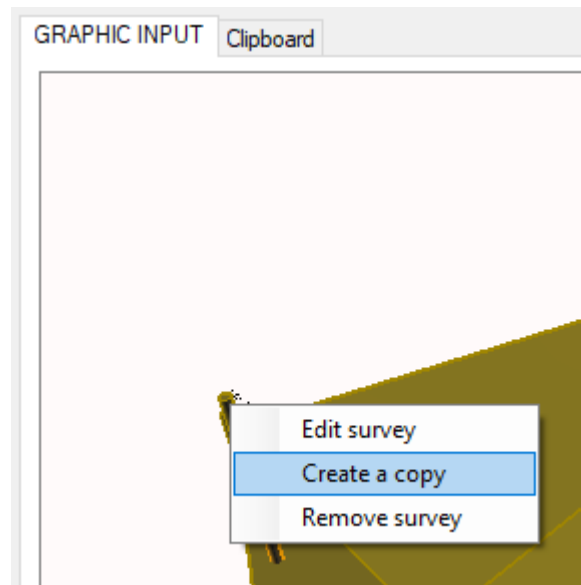 GRAPHIC INPUT Clipboard
Edit survey
Create a copy
Remove survey